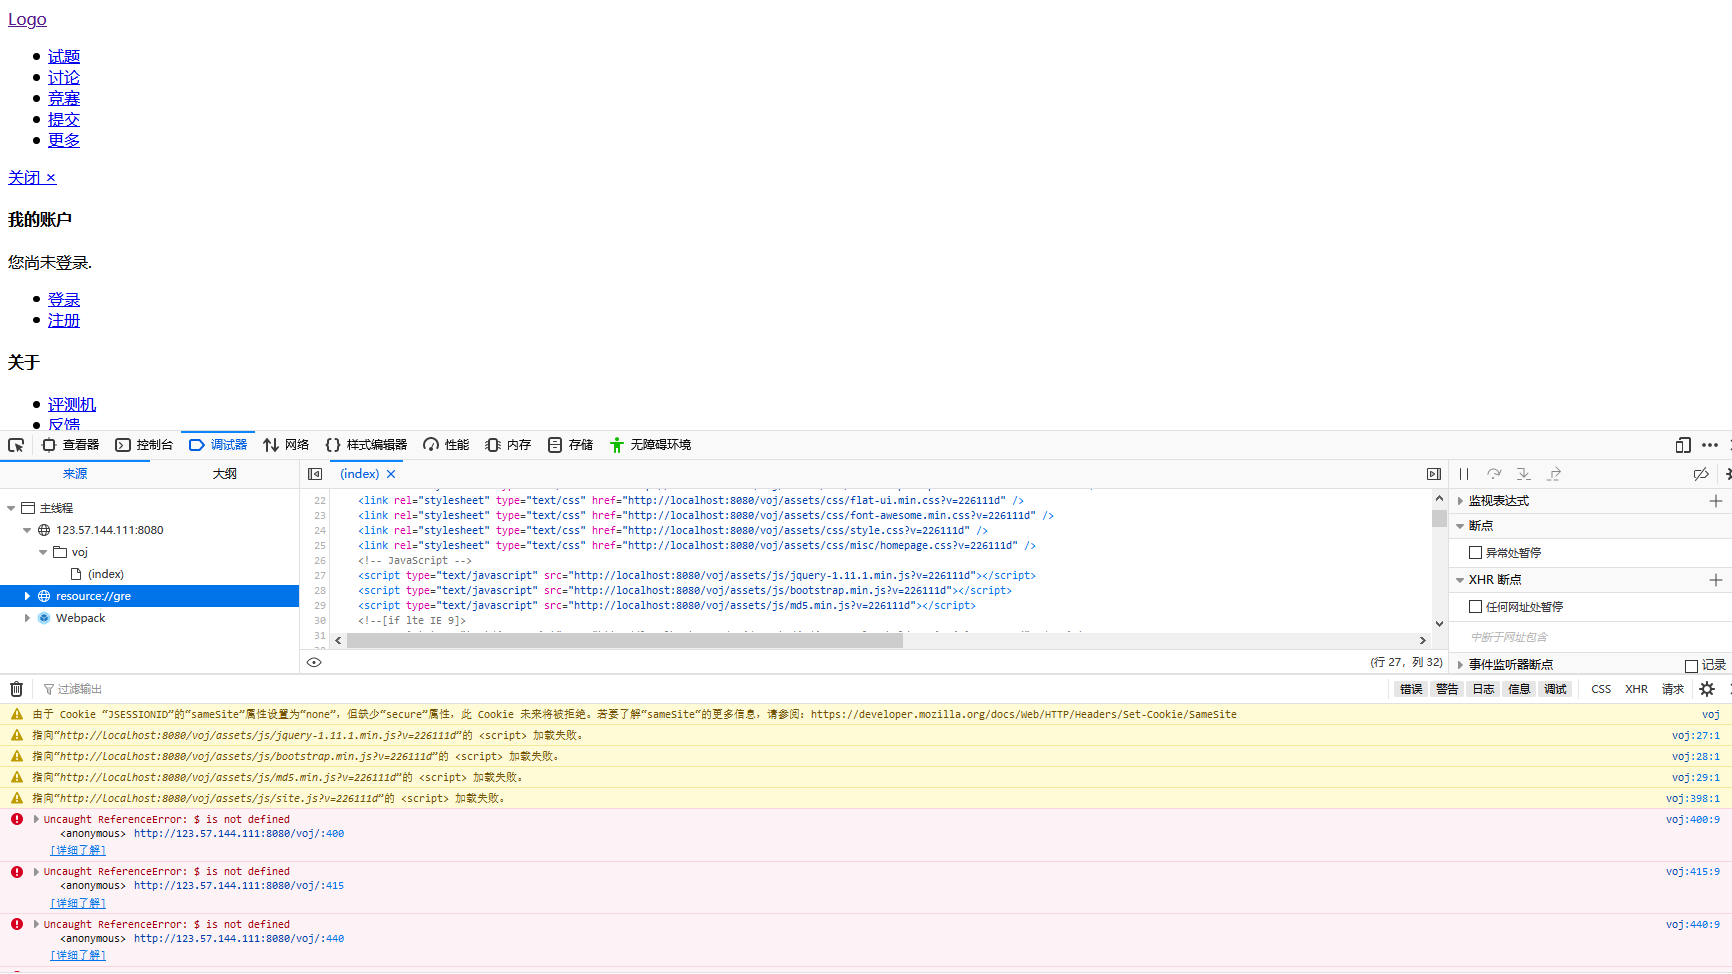 Logo
试题
讨论
竞赛
提交
更多
关闭 ×
我的账户
您尚未登录.
登录
注册
关于
评测机
反馈
查看器 控制台 调试器 网络 样式编辑器 性能 内存 存储 无障碍环境
来源 大纲
主线程
123.57.144.111:8080
voj
(index)
resource://gre
Webpack
(index) ×
22 <link rel="stylesheet" type="text/css" href="http://localhost:8080/voj/assets/css/flat-ui.min.css?v=226111d" />
23 <link rel="stylesheet" type="text/css" href="http://localhost:8080/voj/assets/css/font-awesome.min.css?v=226111d" />
24 <link rel="stylesheet" type="text/css" href="http://localhost:8080/voj/assets/css/style.css?v=226111d" />
25 <link rel="stylesheet" type="text/css" href="http://localhost:8080/voj/assets/css/misc/homepage.css?v=226111d" />
26 <!-- JavaScript -->
27 <script type="text/javascript" src="http://localhost:8080/voj/assets/js/jquery-1.11.1.min.js?v=226111d"></script>
28 <script type="text/javascript" src="http://localhost:8080/voj/assets/js/bootstrap.min.js?v=226111d"></script>
29 <script type="text/javascript" src="http://localhost:8080/voj/assets/js/md5.min.js?v=226111d"></script>
30 <!--[if lte IE 9]>
31
(行 27，列 32)
监视表达式
断点
异常处暂停
XHR 断点
任何网址处暂停
中断于网址包含
事件监听器断点 记录
过滤输出
错误 警告 日志 信息 调试 CSS XHR 请求
由于 Cookie “JSESSIONID”的“sameSite”属性设置为“none”，但缺少“secure”属性，此 Cookie 未来将被拒绝。若要了解“sameSite“的更多信息，请参阅：https://developer.mozilla.org/docs/Web/HTTP/Headers/Set-Cookie/SameSite voj
指向“http://localhost:8080/voj/assets/js/jquery-1.11.1.min.js?v=226111d”的 <script> 加载失败。 voj:27:1
指向“http://localhost:8080/voj/assets/js/bootstrap.min.js?v=226111d”的 <script> 加载失败。 voj:28:1
指向“http://localhost:8080/voj/assets/js/md5.min.js?v=226111d”的 <script> 加载失败。 voj:29:1
指向“http://localhost:8080/voj/assets/js/site.js?v=226111d”的 <script> 加载失败。 voj:398:1
Uncaught ReferenceError: $ is not defined voj:400:9
<anonymous> http://123.57.144.111:8080/voj/:400
[详细了解]
Uncaught ReferenceError: $ is not defined voj:415:9
<anonymous> http://123.57.144.111:8080/voj/:415
[详细了解]
Uncaught ReferenceError: $ is not defined voj:440:9
<anonymous> http://123.57.144.111:8080/voj/:440
[详细了解]